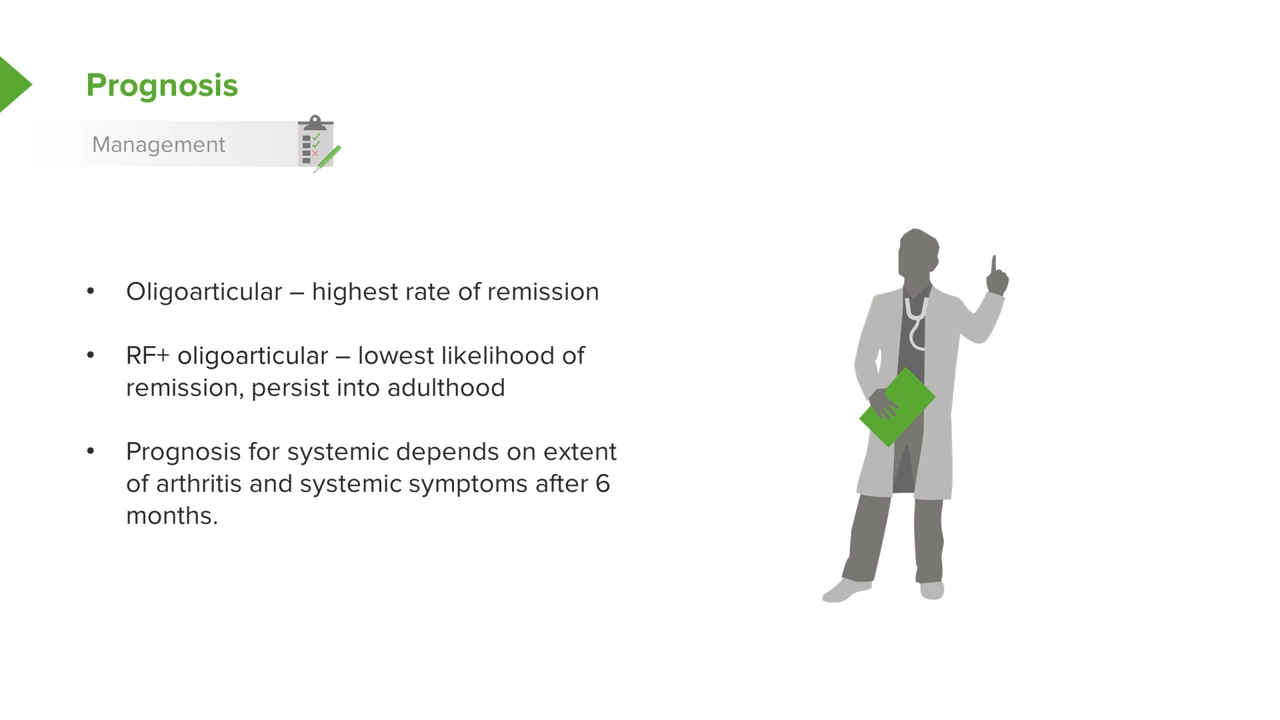 Prognosis
Management
• Oligoarticular – highest rate of remission
• RF+ oligoarticular – lowest likelihood of
remission, persist into adulthood
• Prognosis for systemic depends on extent
of arthritis and systemic symptoms after 6
months.